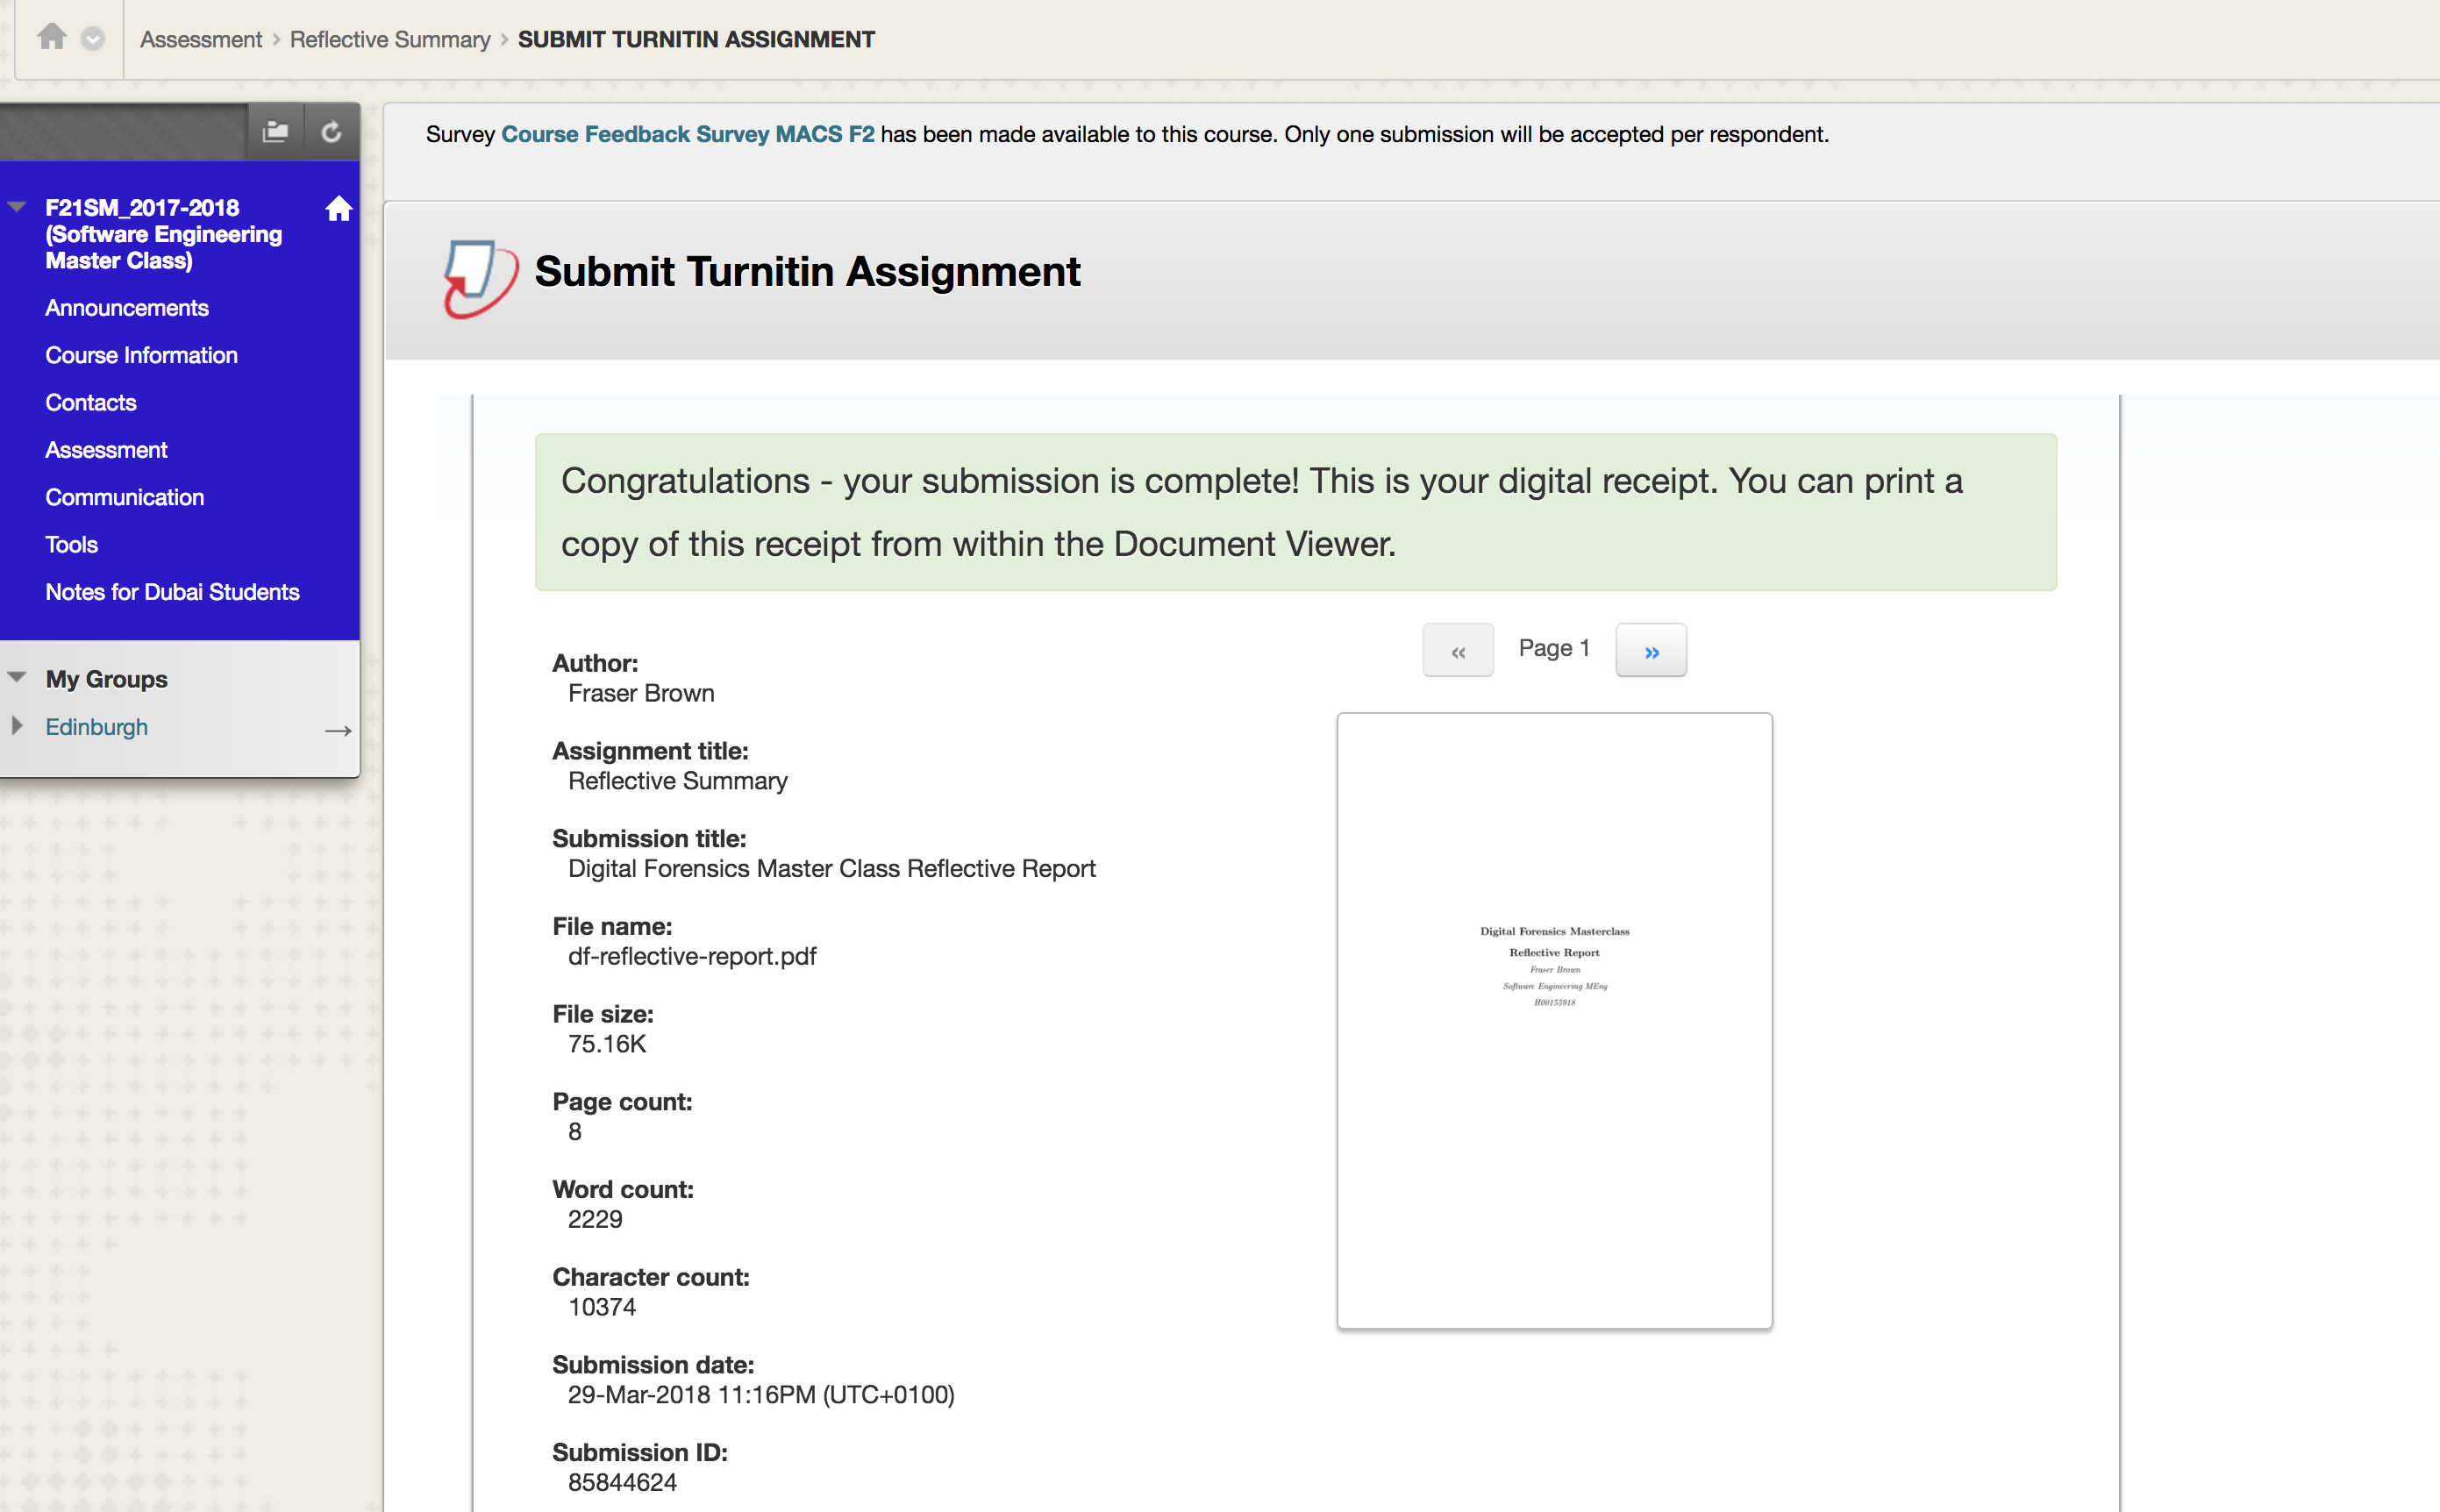 Assessment > Reflective Summary > SUBMIT TURNITIN ASSIGNMENT
F21SM_2017-2018
(Software Engineering
Master Class)
Announcements
Course Information
Contacts
Assessment
Communication
Tools
Notes for Dubai Students
My Groups
Edinburgh
Survey Course Feedback Survey MACS F2 has been made available to this course. Only one submission will be accepted per respondent.
Submit Turnitin Assignment
Congratulations - your submission is complete! This is your digital receipt. You can print a
copy of this receipt from within the Document Viewer.
Author:
Fraser Brown
Assignment title:
Reflective Summary
Submission title:
Digital Forensics Master Class Reflective Report
File name:
df-reflective-report.pdf
File size:
75.16K
Page count:
8
Word count:
2229
Character count:
10374
Submission date:
29-Mar-2018 11:16PM (UTC+0100)
Submission ID:
85844624
« Page 1 »
Digital Forensics Masterclass
Reflective Report
Fraser Brown
Software Engineering MEng
H00155918